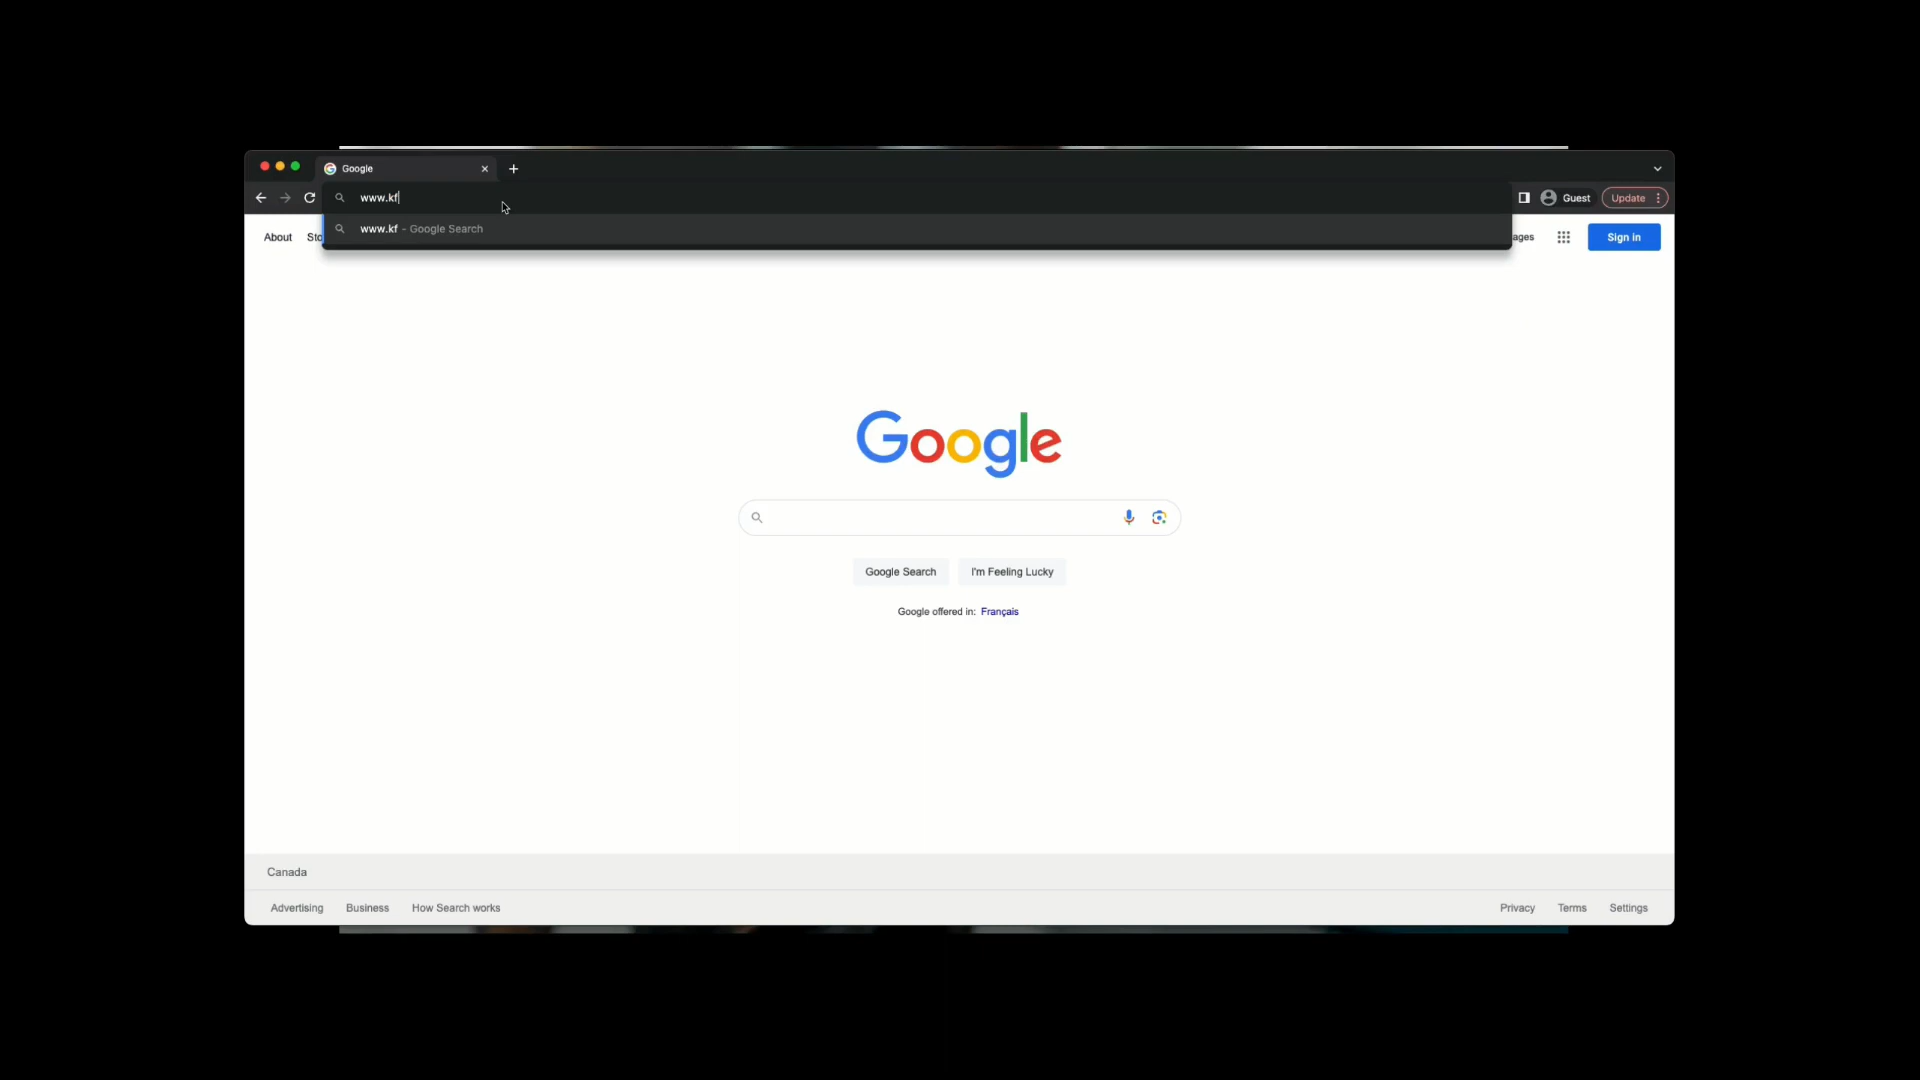 Google
www.kf
Guest
Update
www.kf - Google Search
About
Sto
ages
Sign in
Google
Google Search
I'm Feeling Lucky
Google offered in: Français
Canada
Advertising
Business
How Search works
Privacy
Terms
Settings